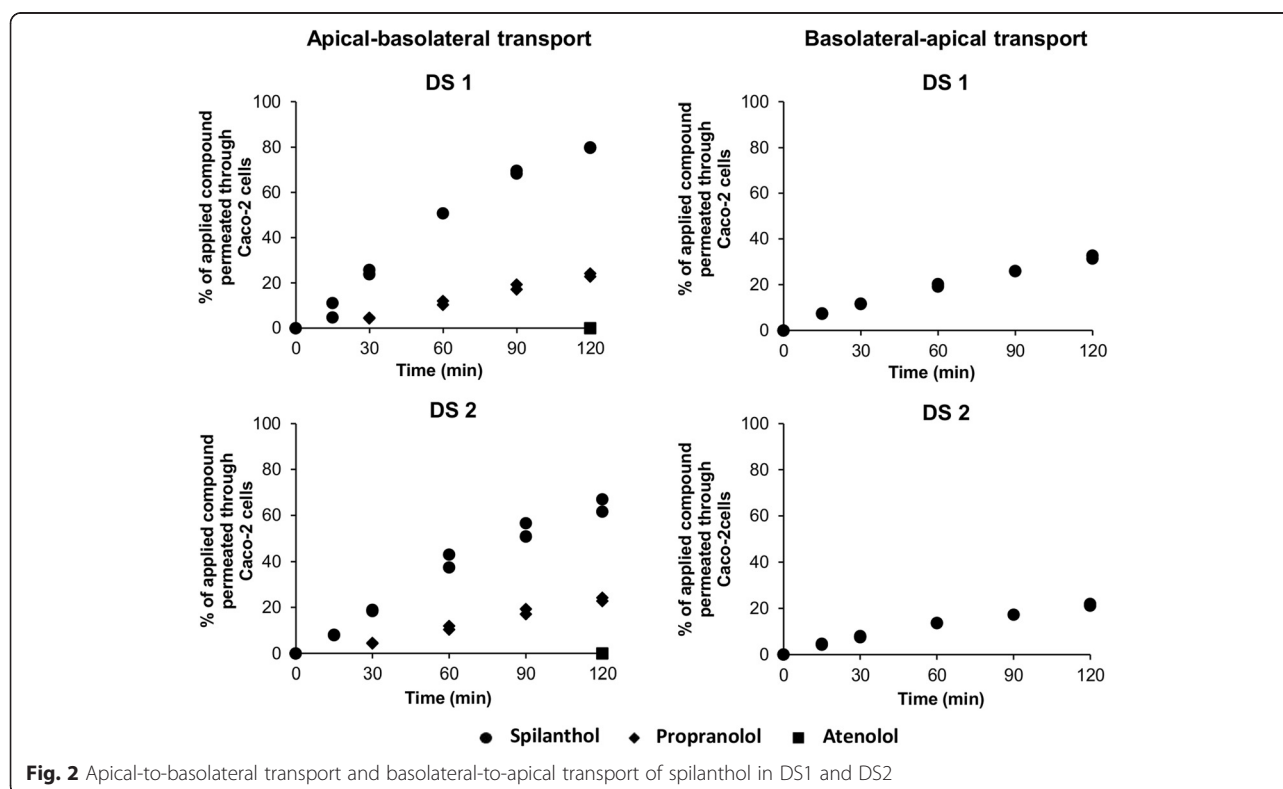 Apical-basolateral transport
Basolateral-apical transport
DS 1
% of applied compound
permeated through
Caco-2 cells
100
80
60
40
20
0
0 30 60 90 120
Time (min)
DS 1
% of applied compound
permeated through
Caco-2 cells
100
80
60
40
20
0
0 30 60 90 120
Time (min)
DS 2
% of applied compound
permeated through
Caco-2 cells
100
80
60
40
20
0
0 30 60 90 120
Time (min)
DS 2
% of applied compound
permeated through
Caco-2cells
100
80
60
40
20
0
0 30 60 90 120
Time (min)
Spilanthol Propranolol Atenolol
Fig. 2 Apical-to-basolateral transport and basolateral-to-apical transport of spilanthol in DS1 and DS2